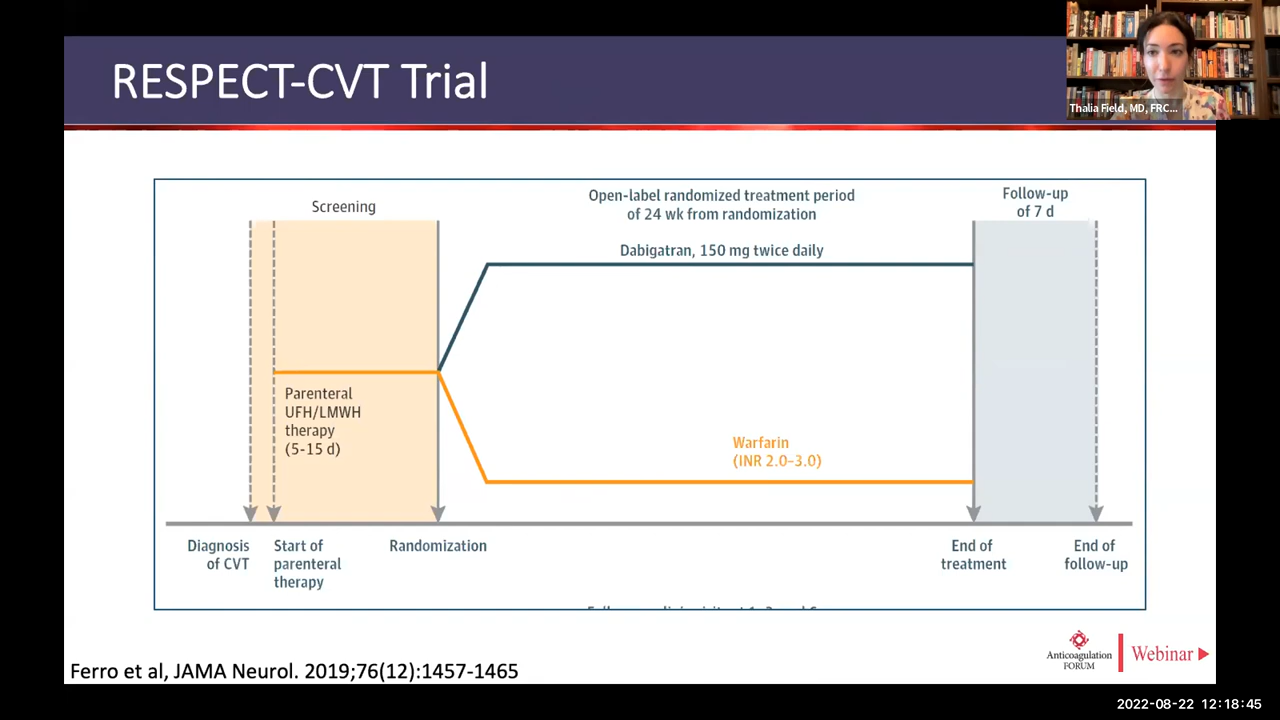 RESPECT-CVT Trial
Thalia Field, MD, FRC...
Screening
Open-label randomized treatment period
of 24 wk from randomization
Follow-up
of 7 d
Dabigatran, 150 mg twice daily
Parenteral
UFH/LMWH
therapy
(5-15 d)
Warfarin
(INR 2.0–3.0)
Diagnosis
of CVT
Start of
parenteral
therapy
Randomization
End of
treatment
End of
follow-up
Ferro et al, JAMA Neurol. 2019;76(12):1457-1465
Anticoagulation
FORUM
Webinar
2022-08-22 12:18:45